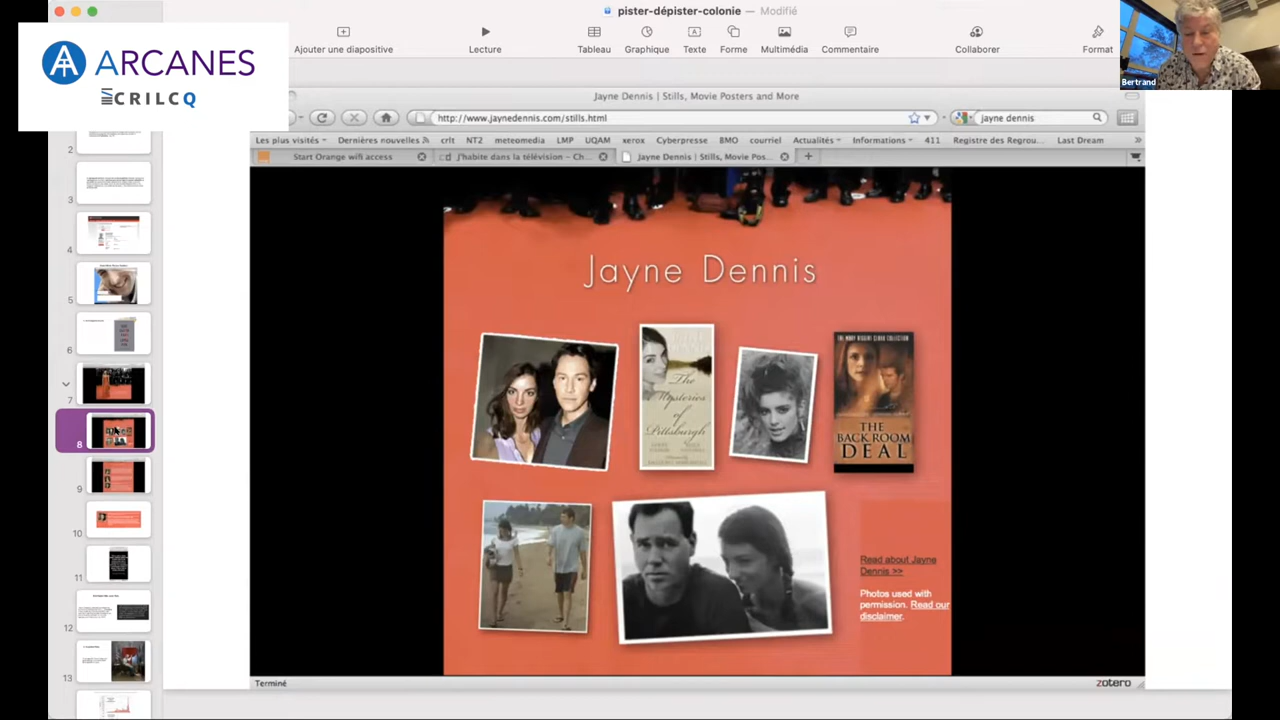 pister-dépister-colonie — Modifié
ARCANES
CRILCQ
Ajouter une diapositive
Lecture
Tableau
Graphique
Texte
Forme
Multimédia
Commentaire
Collaborer
Format
Bertrand
Jayne Dennis | Stills, Movie Posters and More
http://www.jaynedennis.com/stills.html
jayne dennis
Les plus visités
Dernières nouvelles
crlt
NT2
meteomedia
LMP
UQAM
xerox
Cyberpresse
BMO
courriel
Actualités
Informations
411
Registre des Regrou...
Last Dream
»
Start Orange wifi access
J'habite dans la télévision – Ch...
Jayne Dennis | Stills, Movie Pos...
Jayne Dennis
The
Mysteries
of
Pittsburgh
THE MARY HIGGINS CLARK COLLECTION
THE
BACK ROOM
DEAL
Read about Jayne
Dennis >>
Photos used with
permission. Read our
disclaimer.
Terminé
zotero
2
3
4
5
6
7
8
9
10
11
12
13